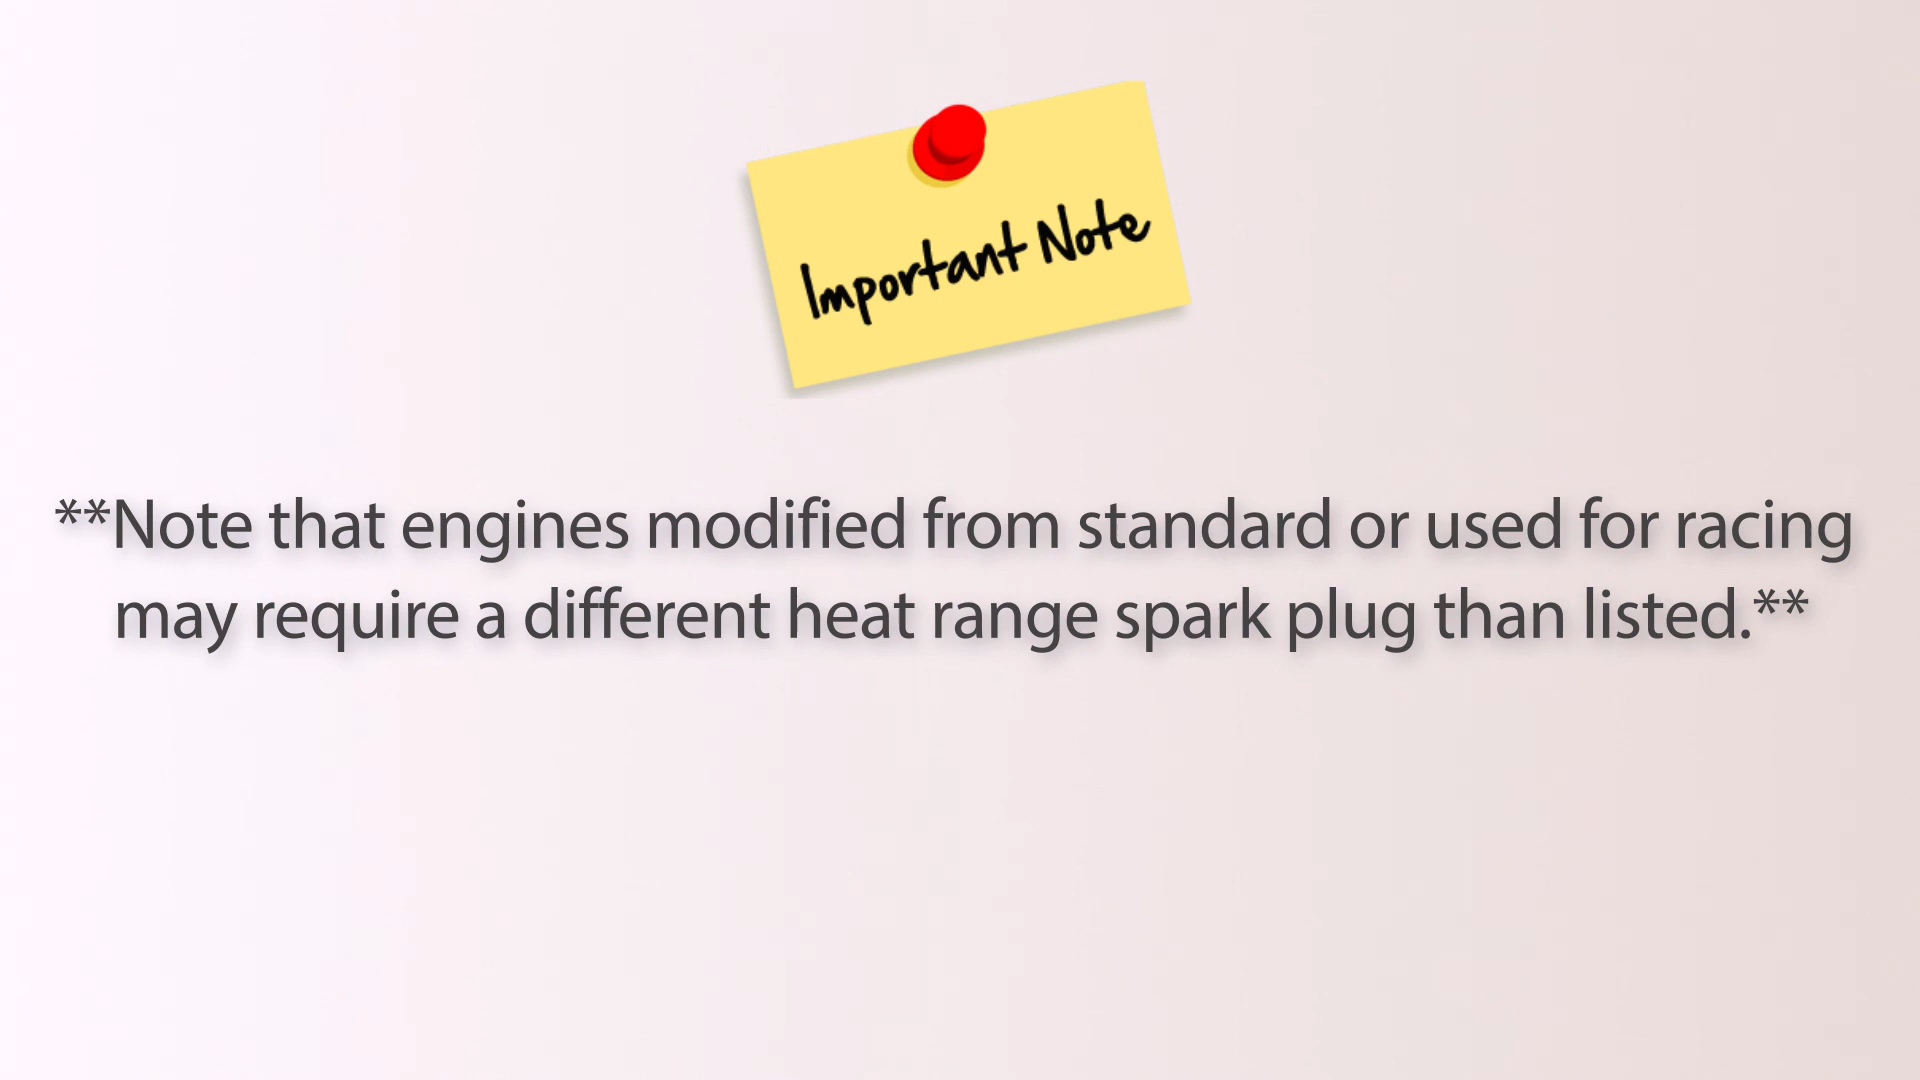 Important Note
**Note that engines modified from standard or used for racing
may require a different heat range spark plug than listed.**